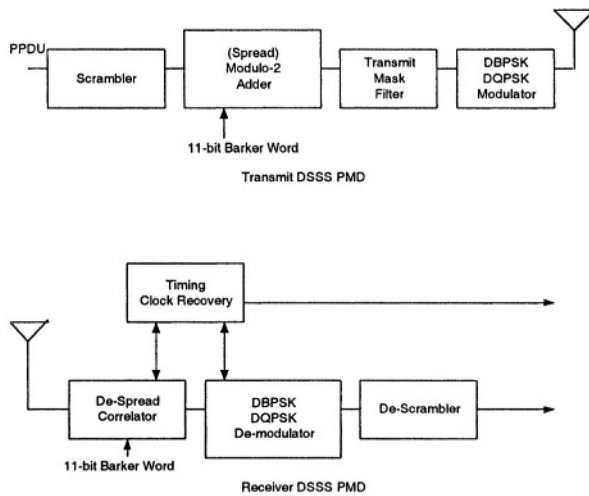 PPDU
Scrambler
(Spread)
Modulo-2
Adder
Transmit
Mask
Filter
DBPSK
DQPSK
Modulator
11-bit Barker Word
Transmit DSSS PMD
Timing
Clock Recovery
De-Spread
Correlator
DBPSK
DQPSK
De-modulator
De-Scrambler
11-bit Barker Word
Receiver DSSS PMD